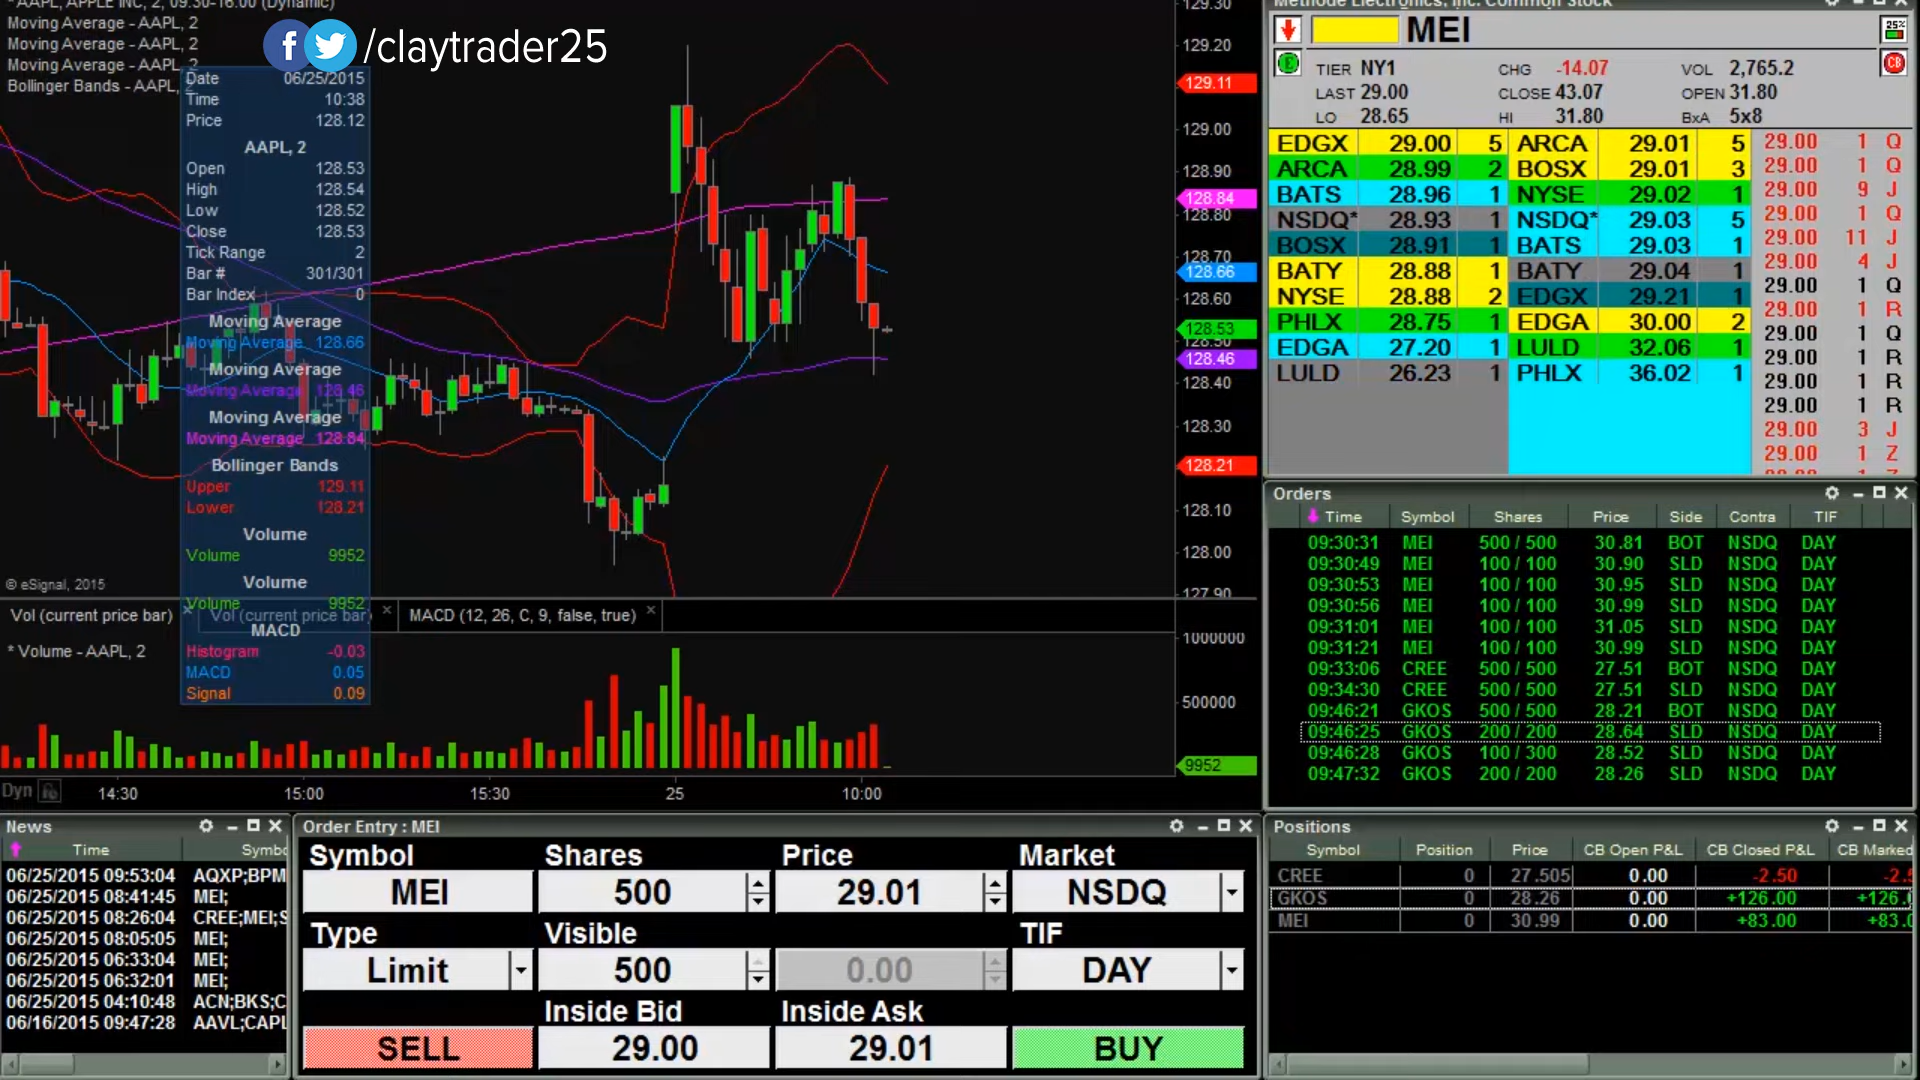 * AAPL, APPLE INC, 2, 09:30-16:00 (Dynamic)
Moving Average - AAPL, 2
Moving Average - AAPL, 2
Moving Average - AAPL, 2
Bollinger Bands - AAPL, 2
/claytrader25
Date 06/25/2015
Time 10:38
Price 128.12
AAPL, 2
Open 128.53
High 128.54
Low 128.52
Close 128.53
Tick Range 2
Bar # 301/301
Bar Index 0
Moving Average
Moving Average 128.66
Moving Average
Moving Average 128.46
Moving Average
Moving Average 128.84
Bollinger Bands
Upper 129.11
Lower 128.21
Volume
Volume 9952
Volume
Volume 9952
MACD
Histogram -0.03
MACD 0.05
Signal 0.09
129.30
129.20
129.11
129.00
128.90
128.84
128.80
128.70
128.66
128.60
128.53
128.50
128.46
128.40
128.30
128.21
128.10
128.00
127.90
© eSignal, 2015
Vol (current price bar)
Vol (current price bar)
MACD (12, 26, C, 9, false, true)
* Volume - AAPL, 2
1000000
500000
9952
Dyn 14:30 15:00 15:30 25 10:00
Methode Electronics, Inc. Common Stock
MEI
25%
E
CB
TIER NY1 CHG -14.07 VOL 2,765.2
LAST 29.00 CLOSE 43.07 OPEN 31.80
LO 28.65 HI 31.80 BxA 5x8
EDGX 29.00 5 ARCA 29.01 5
ARCA 28.99 2 BOSX 29.01 3
BATS 28.96 1 NYSE 29.02 1
NSDQ* 28.93 1 NSDQ* 29.03 5
BOSX 28.91 1 BATS 29.03 1
BATY 28.88 1 BATY 29.04 1
NYSE 28.88 2 EDGX 29.21 1
PHLX 28.75 1 EDGA 30.00 2
EDGA 27.20 1 LULD 32.06 1
LULD 26.23 1 PHLX 36.02 1
29.00 1 Q
29.00 1 Q
29.00 9 J
29.00 1 Q
29.00 11 J
29.00 4 J
29.00 1 Q
29.00 1 R
29.00 1 Q
29.00 1 R
29.00 1 R
29.00 1 R
29.00 3 J
29.00 1 Z
Orders
Time Symbol Shares Price Side Contra TIF
09:30:31 MEI 500 / 500 30.81 BOT NSDQ DAY
09:30:49 MEI 100 / 100 30.90 SLD NSDQ DAY
09:30:53 MEI 100 / 100 30.95 SLD NSDQ DAY
09:30:56 MEI 100 / 100 30.99 SLD NSDQ DAY
09:31:01 MEI 100 / 100 31.05 SLD NSDQ DAY
09:31:21 MEI 100 / 100 30.99 SLD NSDQ DAY
09:33:06 CREE 500 / 500 27.51 BOT NSDQ DAY
09:34:30 CREE 500 / 500 27.51 SLD NSDQ DAY
09:46:21 GKOS 500 / 500 28.21 BOT NSDQ DAY
09:46:25 GKOS 200 / 200 28.64 SLD NSDQ DAY
09:46:28 GKOS 100 / 300 28.52 SLD NSDQ DAY
09:47:32 GKOS 200 / 200 28.26 SLD NSDQ DAY
News
Time Symbo
06/25/2015 09:53:04 AQXP;BPM
06/25/2015 08:41:45 MEI;
06/25/2015 08:26:04 CREE;MEI;S
06/25/2015 08:05:05 MEI;
06/25/2015 06:33:04 MEI;
06/25/2015 06:32:01 MEI;
06/25/2015 04:10:48 ACN;BKS;C
06/16/2015 09:47:28 AAVL;CAPL
Order Entry : MEI
Symbol Shares Price Market
MEI 500 29.01 NSDQ
Type Visible TIF
Limit 500 0.00 DAY
Inside Bid Inside Ask
SELL 29.00 29.01 BUY
Positions
Symbol Position Price CB Open P&L CB Closed P&L CB Marked
CREE 0 27.505 0.00 -2.50 -2.5
GKOS 0 28.26 0.00 +126.00 +126.0
MEI 0 30.99 0.00 +83.00 +83.0